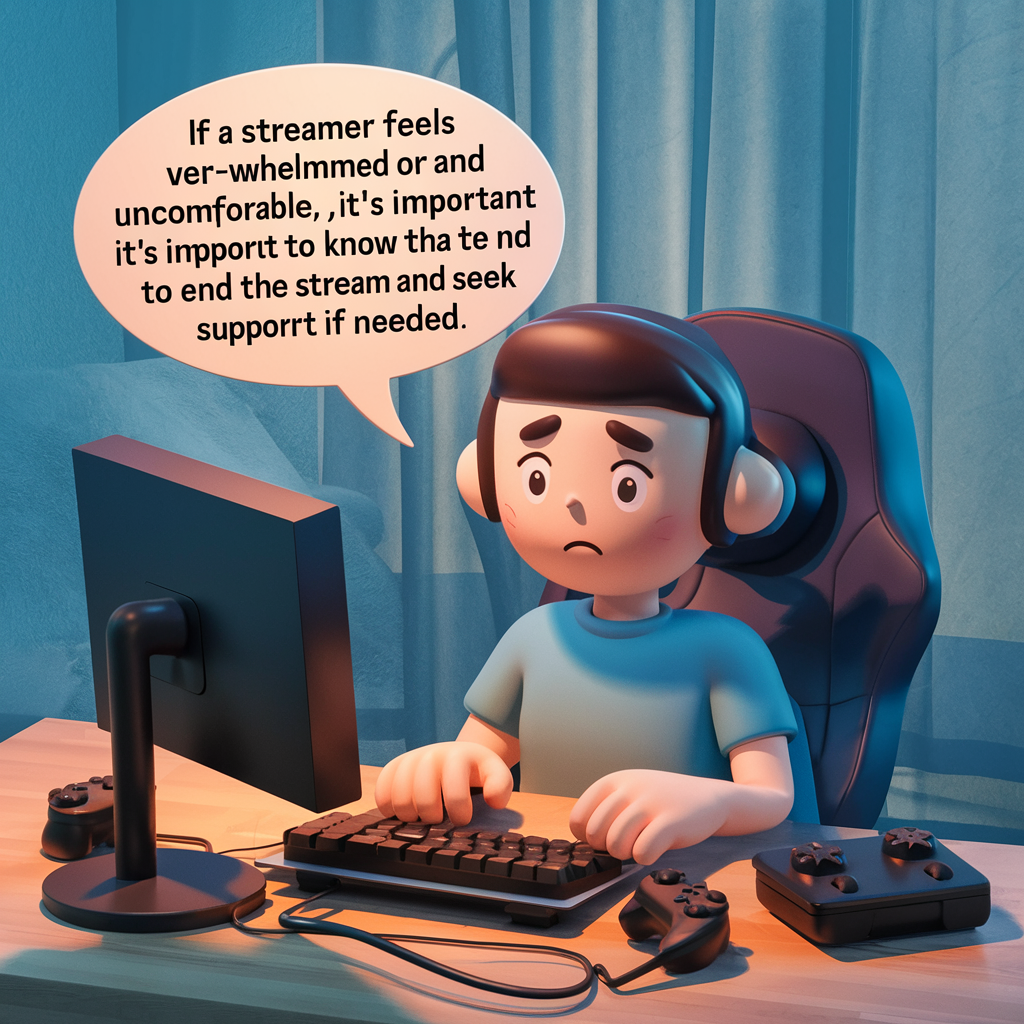 If a streamer feels
ver-whelmmed or and
uncomforable, ,it's important
it's impporlt to know tha te nd
to end the stream and seek
supporrt if needed.